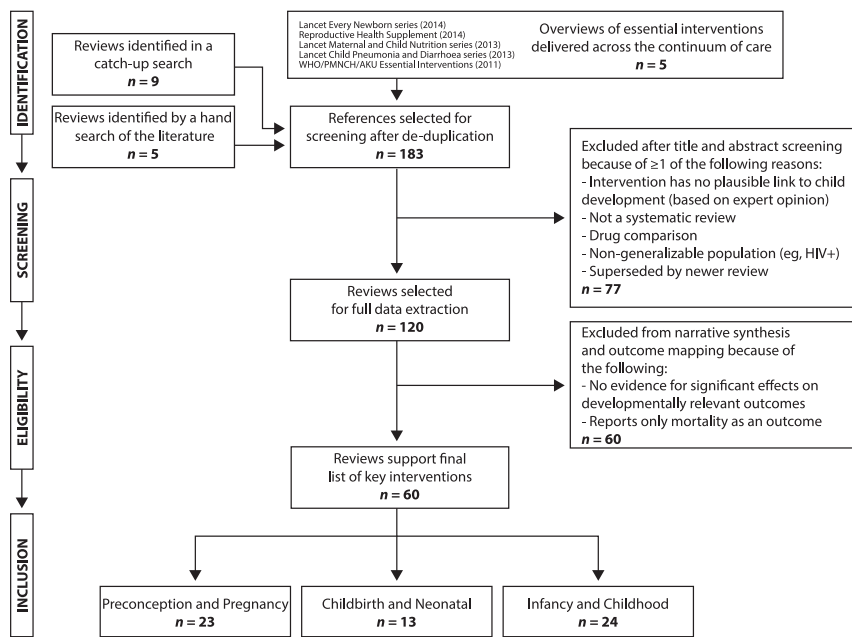 IDENTIFICATION
Reviews identified in a
catch-up search
n = 9
Reviews identified by a hand
search of the literature
n = 5
Lancet Every Newborn series (2014)
Reproductive Health Supplement (2014)
Lancet Maternal and Child Nutrition series (2013)
Lancet Child Pneumonia and Diarrhoea series (2013)
WHO/PMNCH/AKU Essential Interventions (2011)
Overviews of essential interventions
delivered across the continuum of care
n = 5
References selected for
screening after de-duplication
n = 183
SCREENING
Excluded after title and abstract screening
because of ≥1 of the following reasons:
- Intervention has no plausible link to child
development (based on expert opinion)
- Not a systematic review
- Drug comparison
- Non-generalizable population (eg, HIV+)
- Superseded by newer review
n = 77
Reviews selected
for full data extraction
n = 120
ELIGIBILITY
Excluded from narrative synthesis
and outcome mapping because of
the following:
- No evidence for significant effects on
developmentally relevant outcomes
- Reports only mortality as an outcome
n = 60
Reviews support final
list of key interventions
n = 60
INCLUSION
Preconception and Pregnancy
n = 23
Childbirth and Neonatal
n = 13
Infancy and Childhood
n = 24